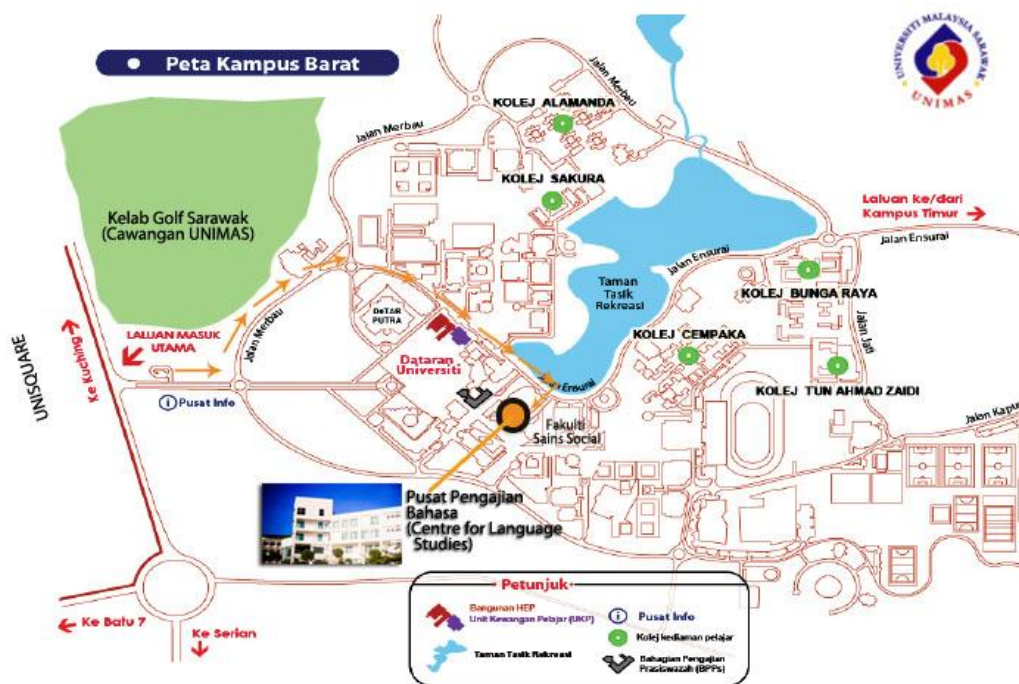 Peta Kampus Barat
UNIVERSITI MALAYSIA SARAWAK
UNIMAS
Jalan Merbau
KOLEJ ALAMANDA
Jalan Merbau
KOLEJ SAKURA
Kelab Golf Sarawak
(Cawangan UNIMAS)
Laluan ke/dari
Kampus Timur
Jalan Ensurai
Jalan Ensurai
Taman
Tasik
Rekreasi
KOLEJ BUNGA RAYA
DeTAR
PUTRA
KOLEJ CEMPAKA
Jalan Jati
LALUAN MASUK
UTAMA
Jalan Merbau
UNISQUARE
Ke Kuching
Dataran
Universiti
Jalan Ensurai
KOLEJ TUN AHMAD ZAIDI
Pusat Info
Fakulti
Sains Social
Pusat Pengajian
Bahasa
(Centre for Language
Studies)
Ke Batu 7
Ke Serian
Petunjuk
Bangunan HEP
Unit Kewangan Pelajar (UKP)
Taman Tasik Rekreasi
Pusat Info
Kolej kediaman pelajar
Bahagian Pengajian
Prasiswazah (BPPs)